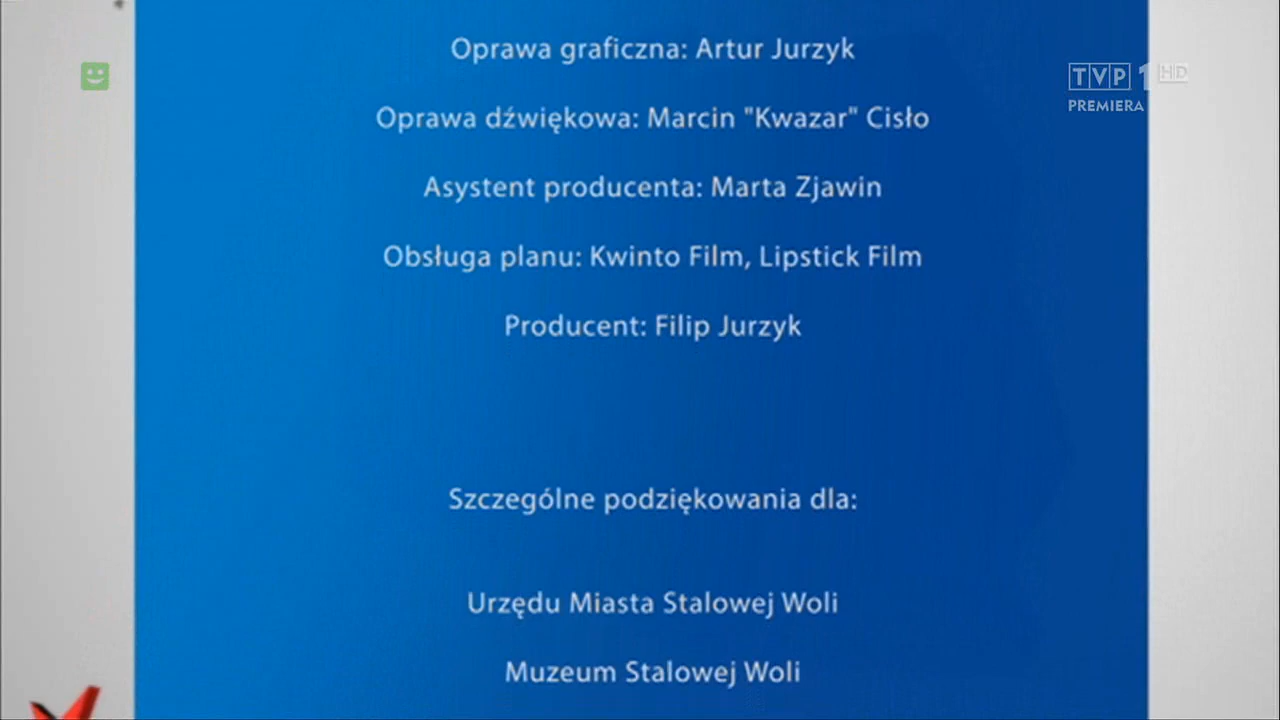 Oprawa graficzna: Artur Jurzyk
TVP 1 HD
PREMIERA
Oprawa dźwiękowa: Marcin "Kwazar" Cisło
Asystent producenta: Marta Zjawin
Obsługa planu: Kwinto Film, Lipstick Film
Producent: Filip Jurzyk
Szczególne podziękowania dla:
Urzędu Miasta Stalowej Woli
Muzeum Stalowej Woli